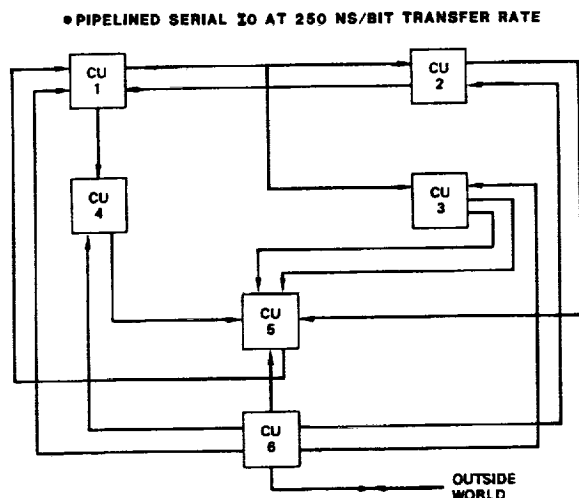 • PIPELINED SERIAL IO AT 250 NS/BIT TRANSFER RATE
CU
1
CU
2
CU
4
CU
3
CU
5
CU
6
OUTSIDE
WORLD